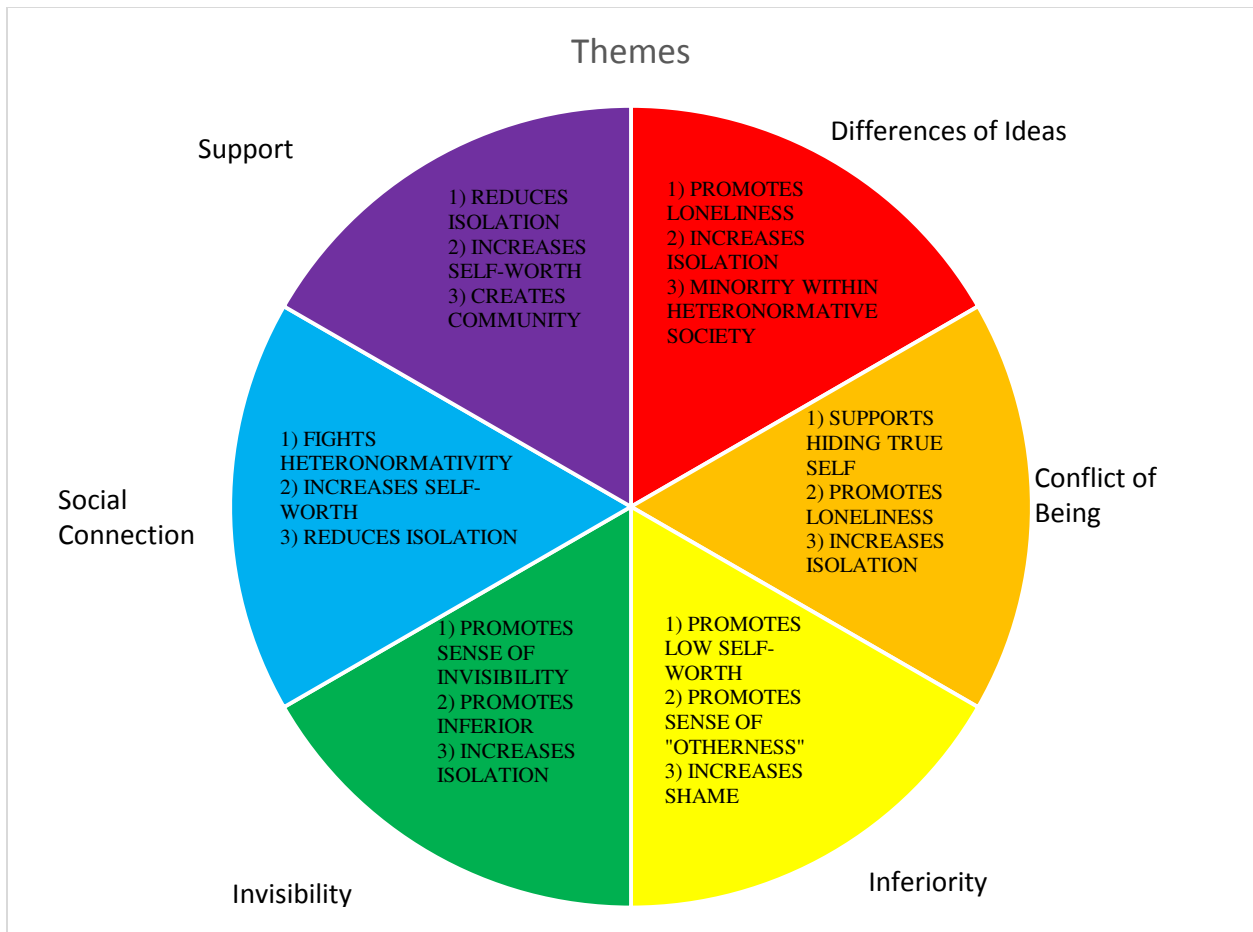 Themes
Support
1) REDUCES
ISOLATION
2) INCREASES
SELF-WORTH
3) CREATES
COMMUNITY
Differences of Ideas
1) PROMOTES
LONELINESS
2) INCREASES
ISOLATION
3) MINORITY WITHIN
HETERONORMATIVE
SOCIETY
Social
Connection
1) FIGHTS
HETERONORMATIVITY
2) INCREASES SELF-
WORTH
3) REDUCES ISOLATION
1) SUPPORTS
HIDING TRUE
SELF
2) PROMOTES
LONELINESS
3) INCREASES
ISOLATION
Conflict of
Being
1) PROMOTES
SENSE OF
INVISIBILITY
2) PROMOTES
INFERIOR
3) INCREASES
ISOLATION
Invisibility
1) PROMOTES
LOW SELF-
WORTH
2) PROMOTES
SENSE OF
"OTHERNESS"
3) INCREASES
SHAME
Inferiority